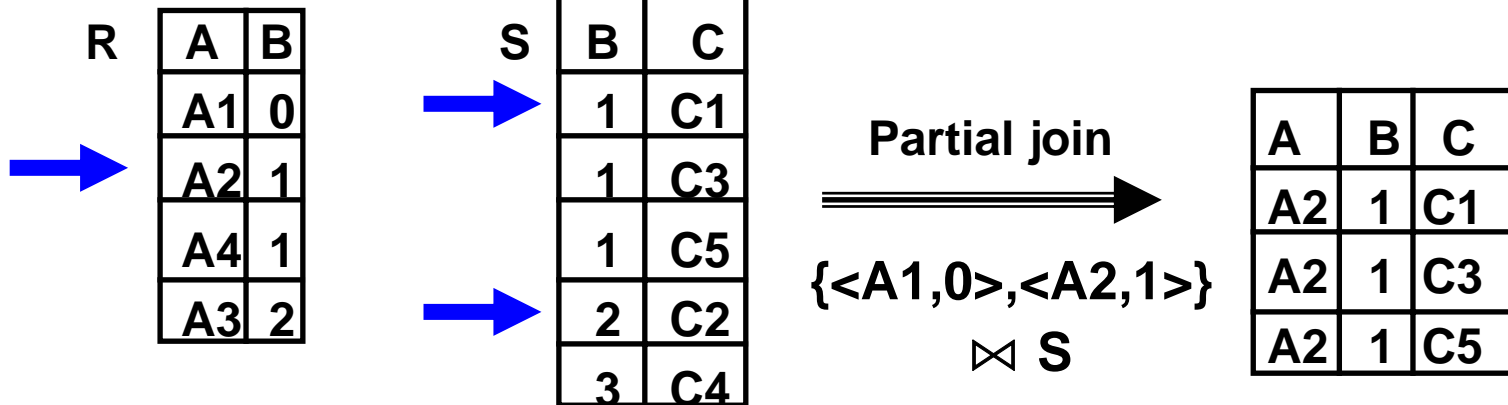 R
A B
A1 0
A2 1
A4 1
A3 2
S
B C
1 C1
1 C3
1 C5
2 C2
3 C4
Partial join
{<A1,0>,<A2,1>}
⋈ S
A B C
A2 1 C1
A2 1 C3
A2 1 C5